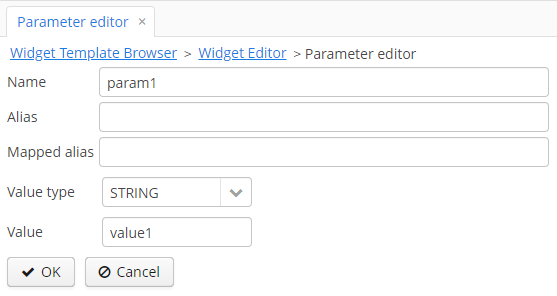 Parameter editor ×
Widget Template Browser > Widget Editor > Parameter editor
Name param1
Alias
Mapped alias
Value type STRING
Value value1
OK Cancel